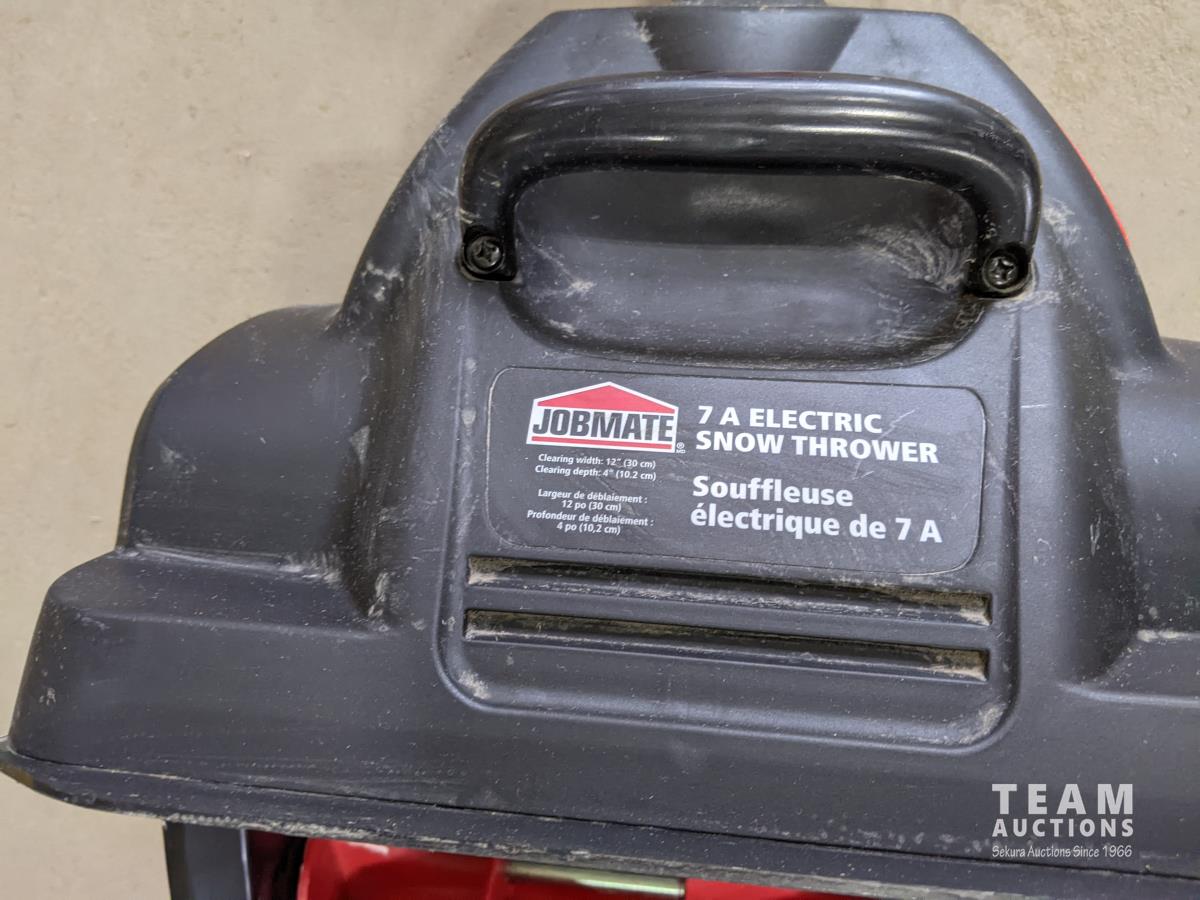 JOBMATE
® MD
7 A ELECTRIC
SNOW THROWER
Clearing width: 12" (30 cm)
Clearing depth: 4" (10.2 cm)
Largeur de déblaiement :
12 po (30 cm)
Profondeur de déblaiement :
4 po (10,2 cm)
Souffleuse
électrique de 7 A
TEAM
AUCTIONS
Sekura Auctions Since 1966